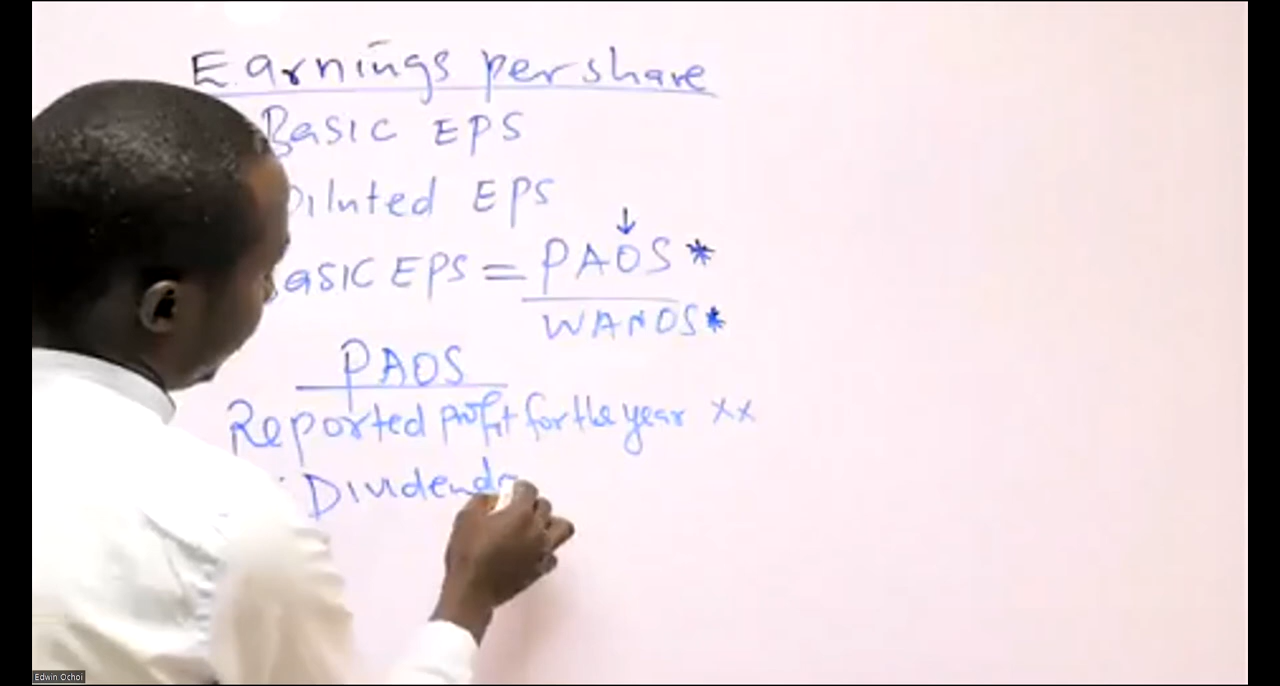 Earnings per share
Basic EPS
Diluted EPS
Basic EPS = PAOS *
WANOS *
PAOS
Reported profit for the year xx
Dividends
Edwin Ochoi